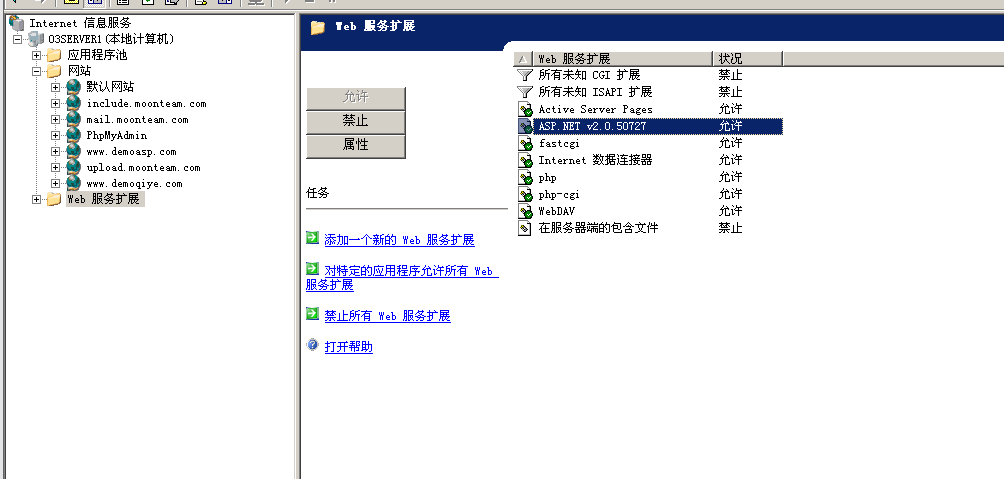 Internet 信息服务
03SERVER1(本地计算机)
应用程序池
网站
默认网站
include.moonteam.com
mail.moonteam.com
PhpMyAdmin
www.demoasp.com
upload.moonteam.com
www.demoqiye.com
Web 服务扩展
Web 服务扩展
允许
禁止
属性
任务
添加一个新的 Web 服务扩展
对特定的应用程序允许所有 Web
服务扩展
禁止所有 Web 服务扩展
打开帮助
Web 服务扩展 状况
所有未知 CGI 扩展 禁止
所有未知 ISAPI 扩展 禁止
Active Server Pages 允许
ASP.NET v2.0.50727 允许
fastcgi 允许
Internet 数据连接器 允许
php 允许
php-cgi 允许
WebDAV 允许
在服务器端的包含文件 禁止